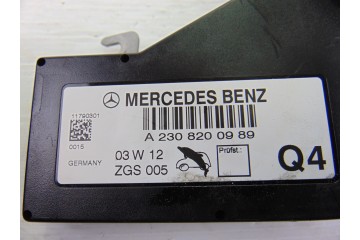 MERCEDES BENZ
11790301
A 230 820 09 89
0015
03 W 12
Prüfst.:
Q4
GERMANY
ZGS 005